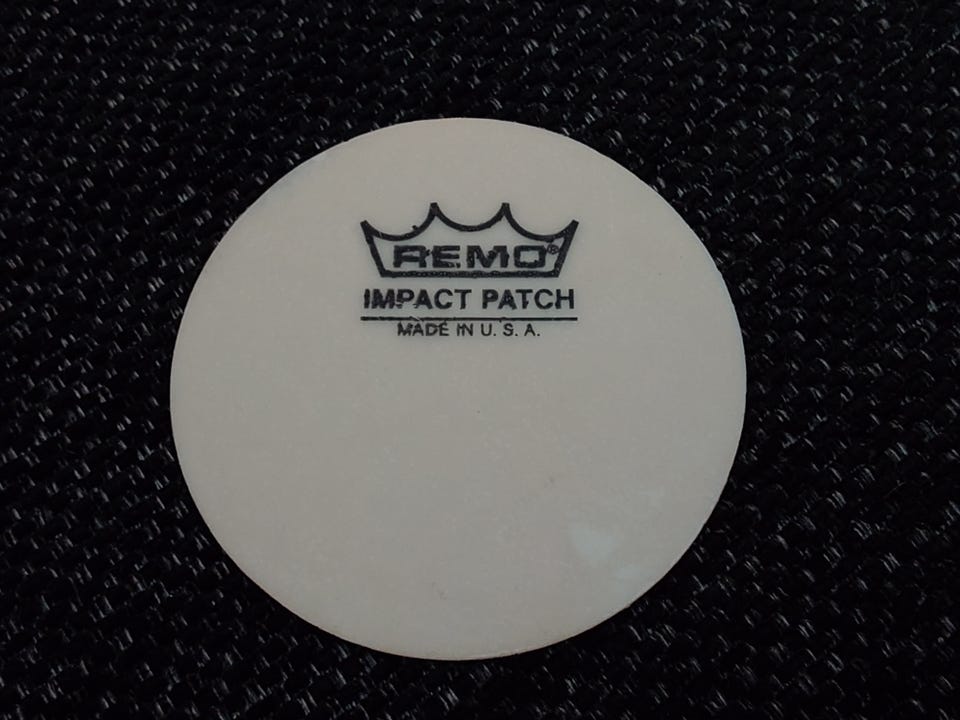 REMO®
IMPACT PATCH
MADE IN U. S. A.